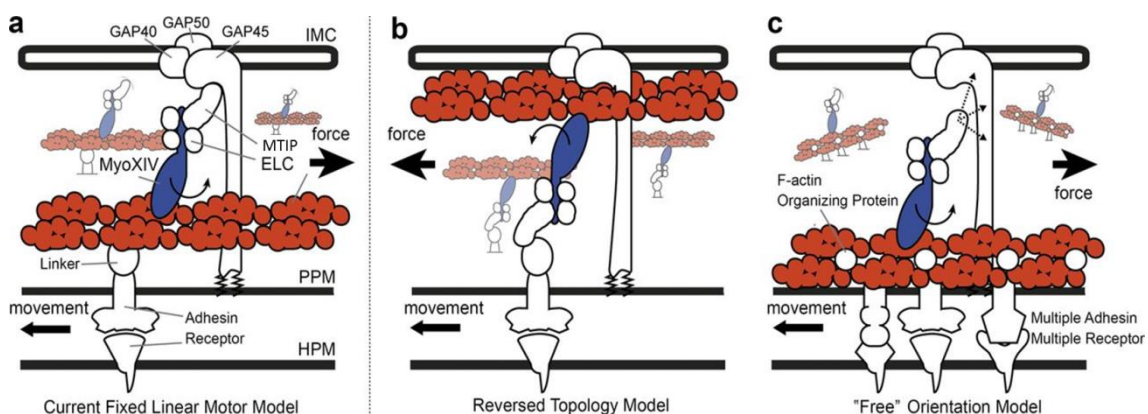 a
GAP50
GAP40
GAP45
IMC
force
MTIP
ELC
MyoXIV
Linker
PPM
movement
Adhesin
Receptor
HPM
Current Fixed Linear Motor Model
b
force
movement
Reversed Topology Model
c
F-actin
Organizing Protein
force
movement
Multiple Adhesin
Multiple Receptor
"Free" Orientation Model